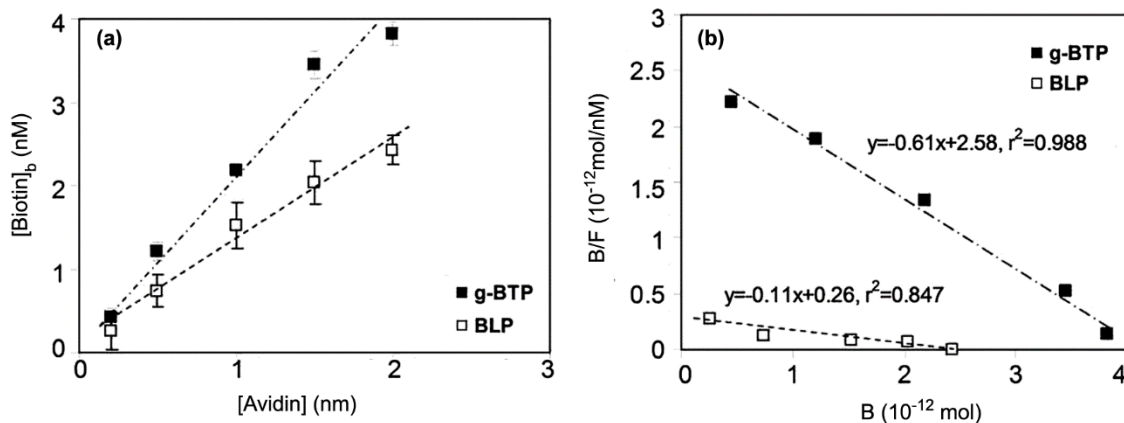 (a)
4
3
2
1
0
0
1
2
3
[Biotin]b (nM)
[Avidin] (nm)
g-BTP
BLP
(b)
3
2.5
2
1.5
1
0.5
0
0
1
2
3
4
B/F (10-12mol/nM)
B (10-12 mol)
g-BTP
BLP
y=-0.61x+2.58, r2=0.988
y=-0.11x+0.26, r2=0.847